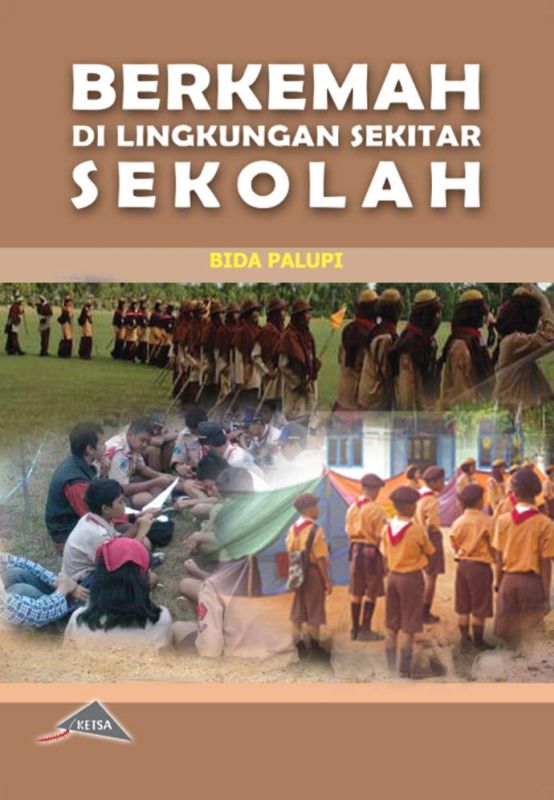 BERKEMAH
DI LINGKUNGAN SEKITAR
SEKOLAH
BIDA PALUPI
KETSA